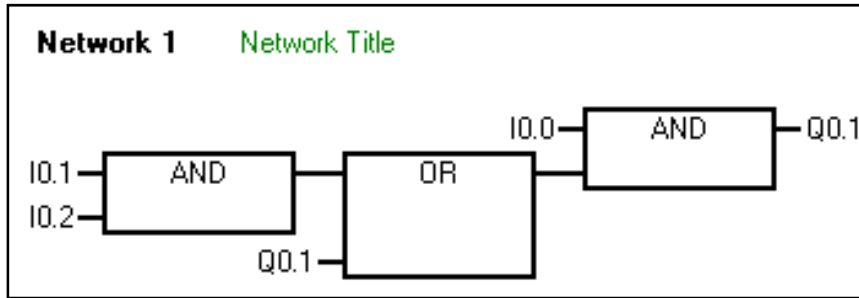 Network 1 Network Title
I0.0 AND Q0.1
I0.1 AND OR
I0.2
Q0.1